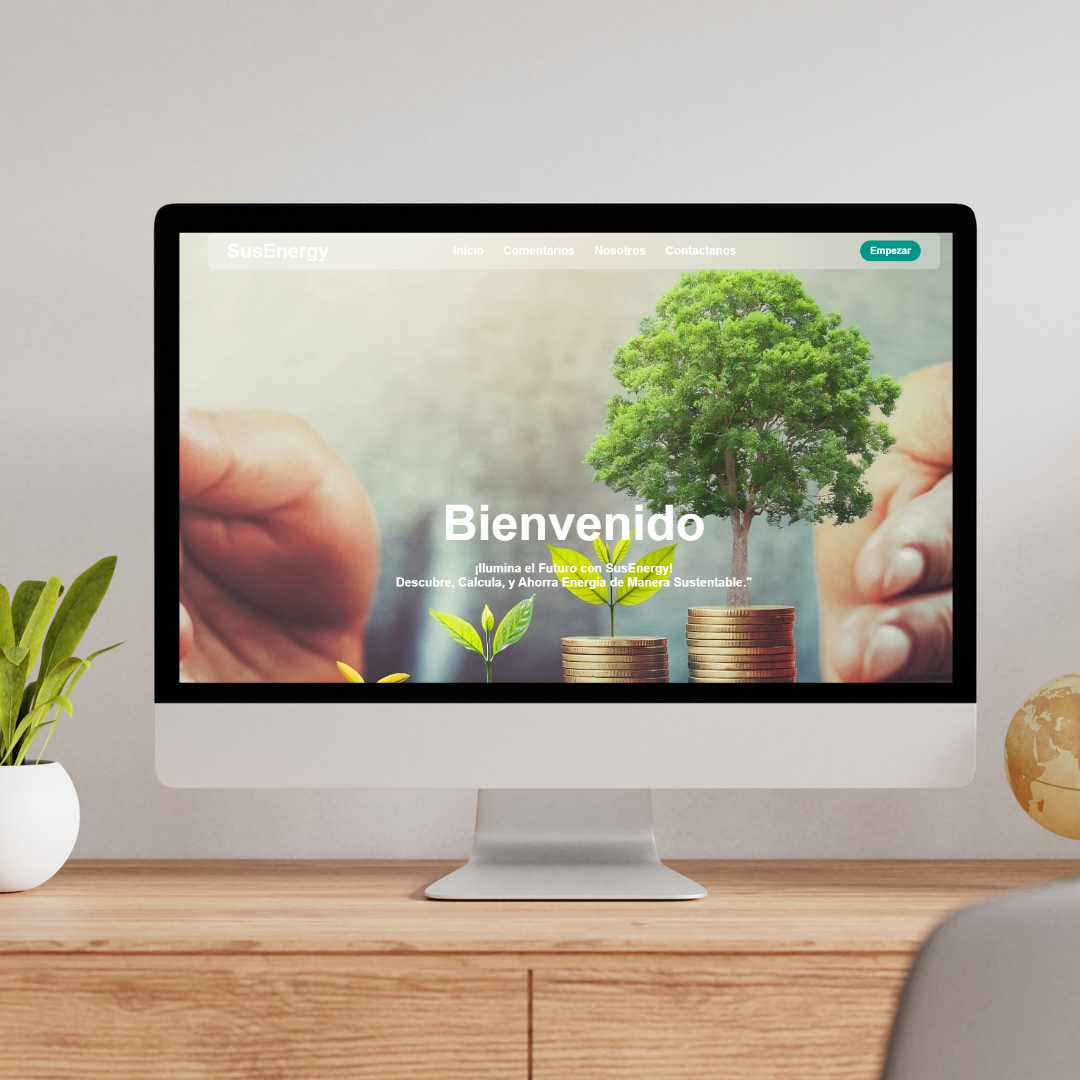 SusEnergy
Inicio Comentarios Nosotros Contactanos
Empezar
Bienvenido
¡Ilumina el Futuro con SusEnergy!
Descubre, Calcula, y Ahorra Energía de Manera Sustentable."